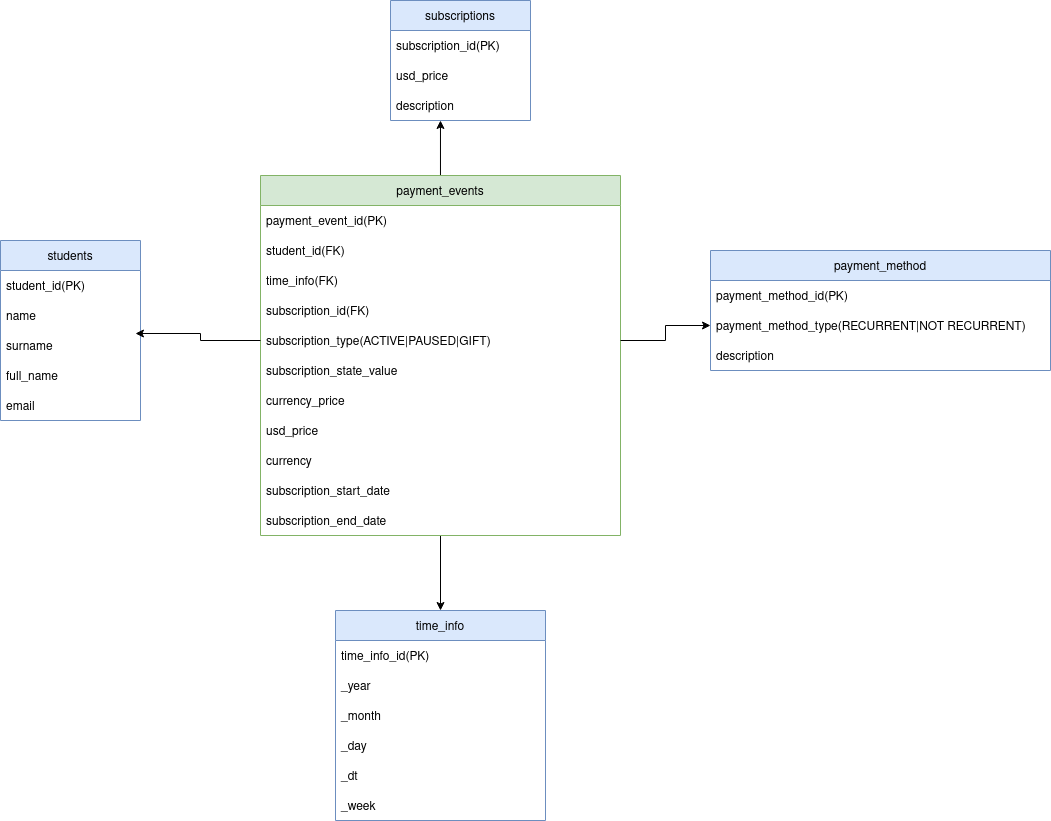 subscriptions
subscription_id(PK)
usd_price
description
payment_events
payment_event_id(PK)
student_id(FK)
time_info(FK)
subscription_id(FK)
subscription_type(ACTIVE|PAUSED|GIFT)
subscription_state_value
currency_price
usd_price
currency
subscription_start_date
subscription_end_date
students
student_id(PK)
name
surname
full_name
email
payment_method
payment_method_id(PK)
payment_method_type(RECURRENT|NOT RECURRENT)
description
time_info
time_info_id(PK)
_year
_month
_day
_dt
_week